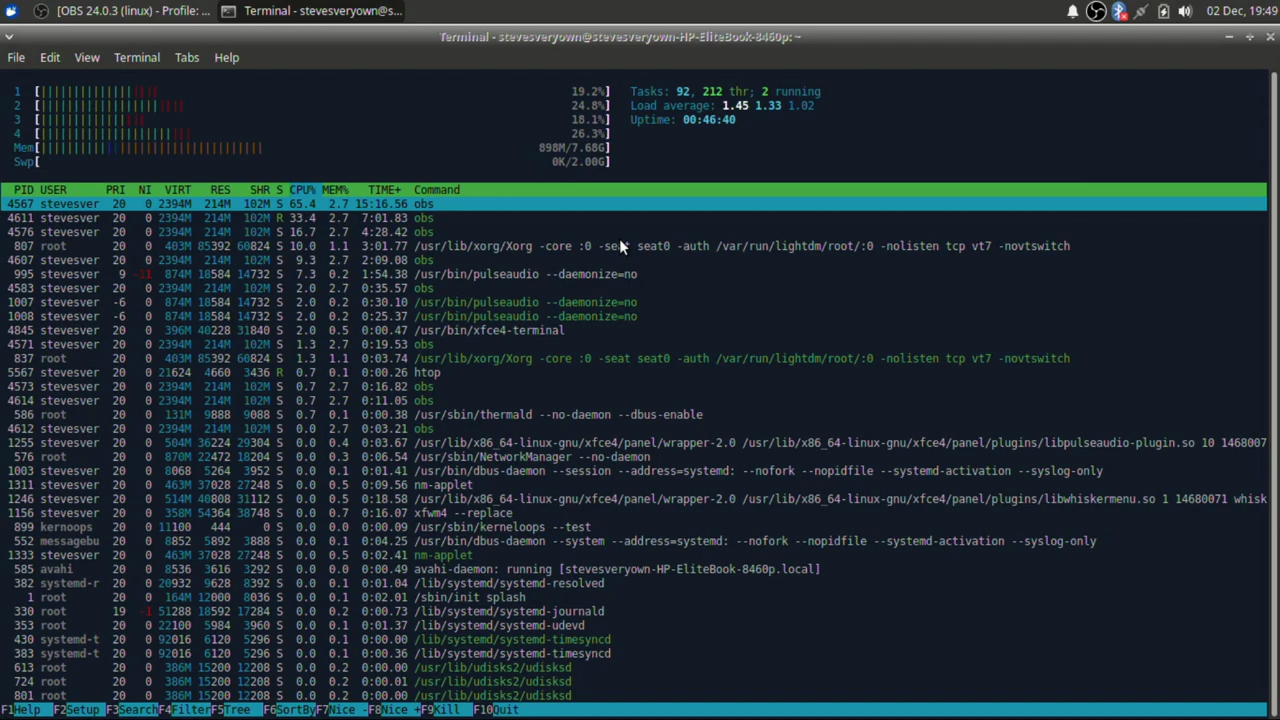 [OBS 24.0.3 (linux) - Profile: ... Terminal - stevesveryown@s... 02 Dec, 19:49
Terminal - stevesveryown@stevesveryown-HP-EliteBook-8460p: ~
File Edit View Terminal Tabs Help
1 [|||||||||||||||||| 19.2%] Tasks: 92, 212 thr; 2 running
2 [|||||||||||||||||||||| 24.8%] Load average: 1.45 1.33 1.02
3 [|||||||||||||||| 18.1%] Uptime: 00:46:40
4 [||||||||||||||||||||||| 26.3%]
Mem[|||||||||||||||||||||||||||||||||| 898M/7.68G]
Swp[ 0K/2.00G]
PID USER PRI NI VIRT RES SHR S CPU% MEM% TIME+ Command
4567 stevesver 20 0 2394M 214M 102M S 65.4 2.7 15:16.56 obs
4611 stevesver 20 0 2394M 214M 102M R 33.4 2.7 7:01.83 obs
4576 stevesver 20 0 2394M 214M 102M S 16.7 2.7 4:28.42 obs
807 root 20 0 403M 85392 60824 S 10.0 1.1 3:01.77 /usr/lib/xorg/Xorg -core :0 -seat seat0 -auth /var/run/lightdm/root/:0 -nolisten tcp vt7 -novtswitch
4607 stevesver 20 0 2394M 214M 102M S 9.3 2.7 2:09.08 obs
995 stevesver 9 -11 874M 18584 14732 S 7.3 0.2 1:54.38 /usr/bin/pulseaudio --daemonize=no
4583 stevesver 20 0 2394M 214M 102M S 2.0 2.7 0:35.57 obs
1007 stevesver -6 0 874M 18584 14732 S 2.0 0.2 0:30.10 /usr/bin/pulseaudio --daemonize=no
1008 stevesver -6 0 874M 18584 14732 S 2.0 0.2 0:25.37 /usr/bin/pulseaudio --daemonize=no
4845 stevesver 20 0 396M 40228 31840 S 2.0 0.5 0:00.47 /usr/bin/xfce4-terminal
4571 stevesver 20 0 2394M 214M 102M S 1.3 2.7 0:19.53 obs
837 root 20 0 403M 85392 60824 S 1.3 1.1 0:03.74 /usr/lib/xorg/Xorg -core :0 -seat seat0 -auth /var/run/lightdm/root/:0 -nolisten tcp vt7 -novtswitch
5567 stevesver 20 0 21624 4660 3436 R 0.7 0.1 0:00.37 htop
4573 stevesver 20 0 2394M 214M 102M S 0.7 2.7 0:16.82 obs
4614 stevesver 20 0 2394M 214M 102M S 0.7 2.7 0:11.05 obs
586 root 20 0 131M 9888 9088 S 0.7 0.1 0:00.38 /usr/sbin/thermald --no-daemon --dbus-enable
4612 stevesver 20 0 2394M 214M 102M S 0.0 2.7 0:03.21 obs
1255 stevesver 20 0 504M 36224 29304 S 0.0 0.4 0:03.67 /usr/lib/x86_64-linux-gnu/xfce4/panel/wrapper-2.0 /usr/lib/x86_64-linux-gnu/xfce4/panel/plugins/libpulseaudio-plugin.so 10 1468007
576 root 20 0 870M 22472 18204 S 0.0 0.3 0:06.54 /usr/sbin/NetworkManager --no-daemon
1003 stevesver 20 0 8068 5264 3952 S 0.0 0.1 0:01.41 /usr/bin/dbus-daemon --session --address=systemd: --nofork --nopidfile --systemd-activation --syslog-only
1311 stevesver 20 0 463M 37028 27248 S 0.0 0.5 0:09.56 nm-applet
1246 stevesver 20 0 514M 40808 31112 S 0.0 0.5 0:18.58 /usr/lib/x86_64-linux-gnu/xfce4/panel/wrapper-2.0 /usr/lib/x86_64-linux-gnu/xfce4/panel/plugins/libwhiskermenu.so 1 14680071 whisk
1156 stevesver 20 0 358M 54364 38748 S 0.0 0.7 0:16.07 xfwm4 --replace
899 kernoops 20 0 11100 444 0 S 0.0 0.0 0:00.09 /usr/sbin/kerneloops --test
552 messagebu 20 0 8852 5892 3888 S 0.0 0.1 0:04.25 /usr/bin/dbus-daemon --system --address=systemd: --nofork --nopidfile --systemd-activation --syslog-only
1333 stevesver 20 0 463M 37028 27248 S 0.0 0.5 0:02.41 nm-applet
585 avahi 20 0 8536 3616 3292 S 0.0 0.0 0:00.49 avahi-daemon: running [stevesveryown-HP-EliteBook-8460p.local]
382 systemd-r 20 0 20932 9628 8392 S 0.0 0.1 0:01.04 /lib/systemd/systemd-resolved
1 root 20 0 164M 12000 8036 S 0.0 0.1 0:02.01 /sbin/init splash
330 root 19 -1 51288 18592 17284 S 0.0 0.2 0:00.73 /lib/systemd/systemd-journald
353 root 20 0 22100 5984 3960 S 0.0 0.1 0:01.37 /lib/systemd/systemd-udevd
430 systemd-t 20 0 92016 6120 5296 S 0.0 0.1 0:00.00 /lib/systemd/systemd-timesyncd
383 systemd-t 20 0 92016 6120 5296 S 0.0 0.1 0:00.36 /lib/systemd/systemd-timesyncd
613 root 20 0 386M 15200 12208 S 0.0 0.2 0:00.00 /usr/lib/udisks2/udisksd
724 root 20 0 386M 15200 12208 S 0.0 0.2 0:00.01 /usr/lib/udisks2/udisksd
801 root 20 0 386M 15200 12208 S 0.0 0.2 0:00.00 /usr/lib/udisks2/udisksd
F1Help F2Setup F3Search F4Filter F5Tree F6SortBy F7Nice - F8Nice + F9Kill F10Quit